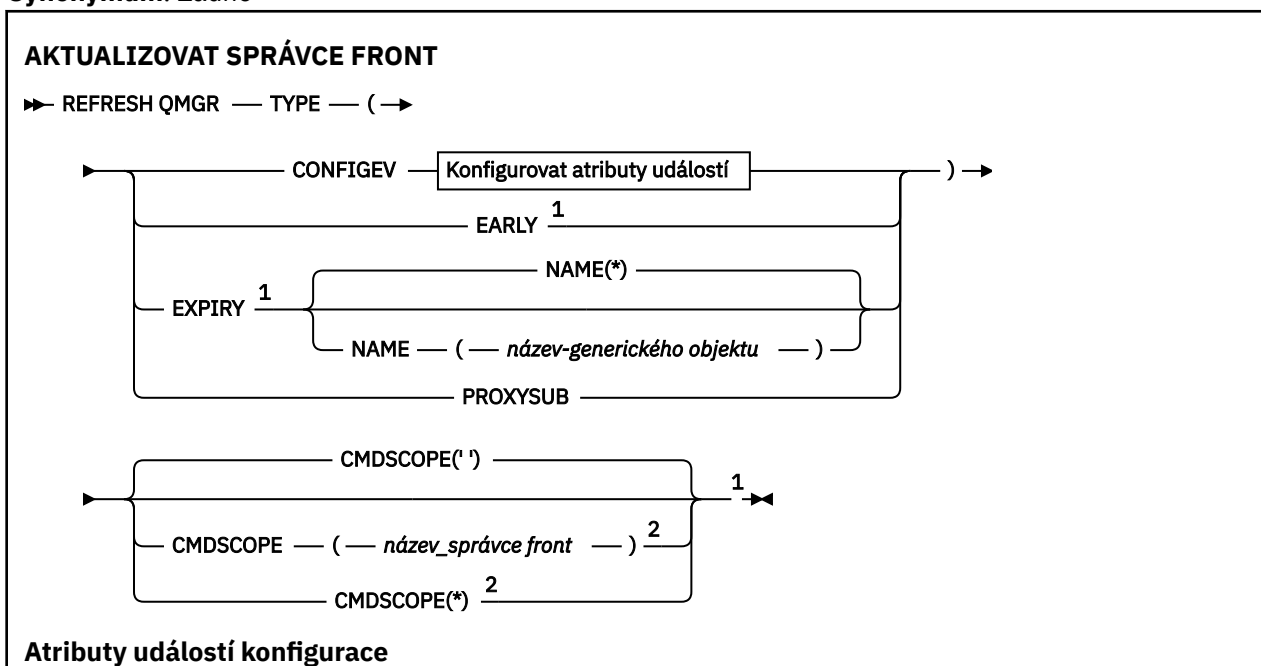 Synonymum: Žádné
AKTUALIZOVAT SPRÁVCE FRONT
REFRESH QMGR TYPE (
CONFIGEV Konfigurovat atributy událostí )
EARLY 1
NAME(*)
EXPIRY 1
NAME ( název-generického objektu )
PROXYSUB
CMDSCOPE(' ')
1
CMDSCOPE ( název_správce front ) 2
CMDSCOPE(*) 2
Atributy událostí konfigurace